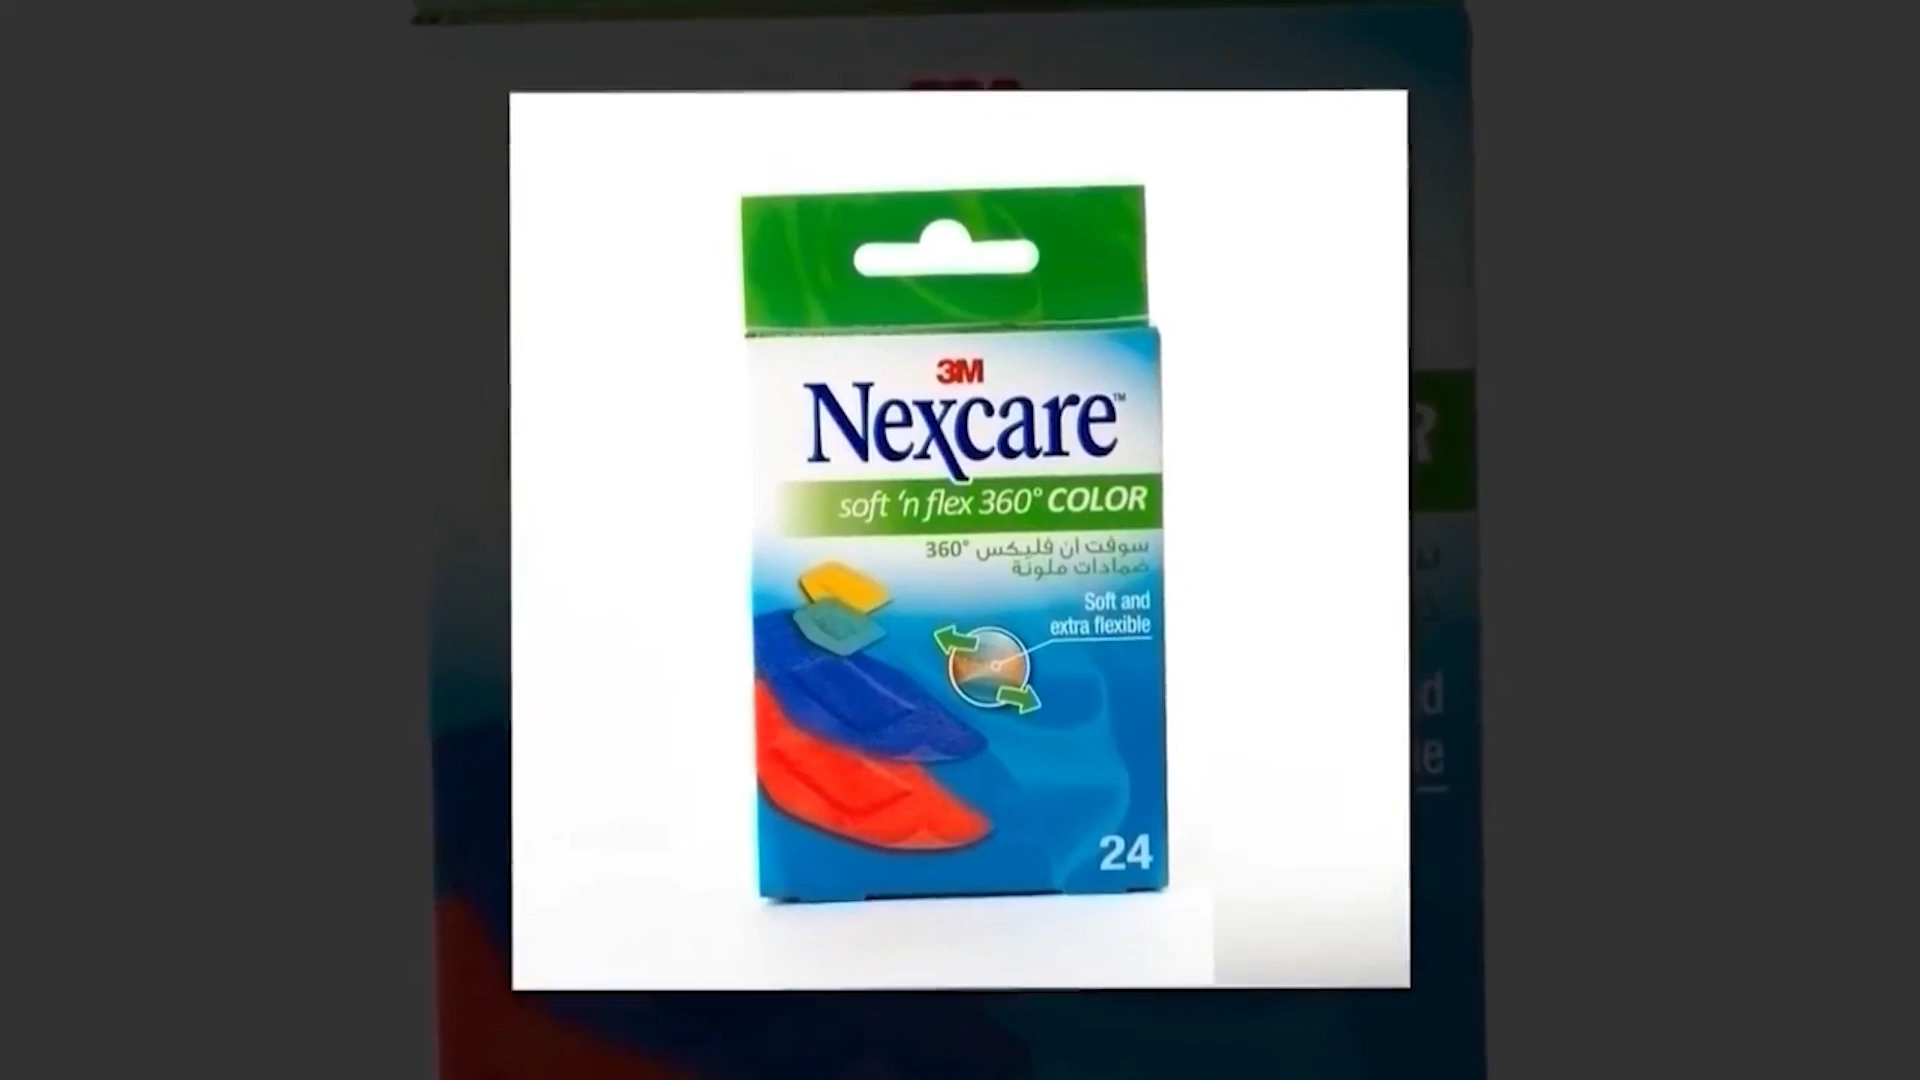 3M
Nexcare™
soft 'n flex 360° COLOR
سوفت ان فليكس 360°
ضمادات ملونة
Soft and
extra flexible
24